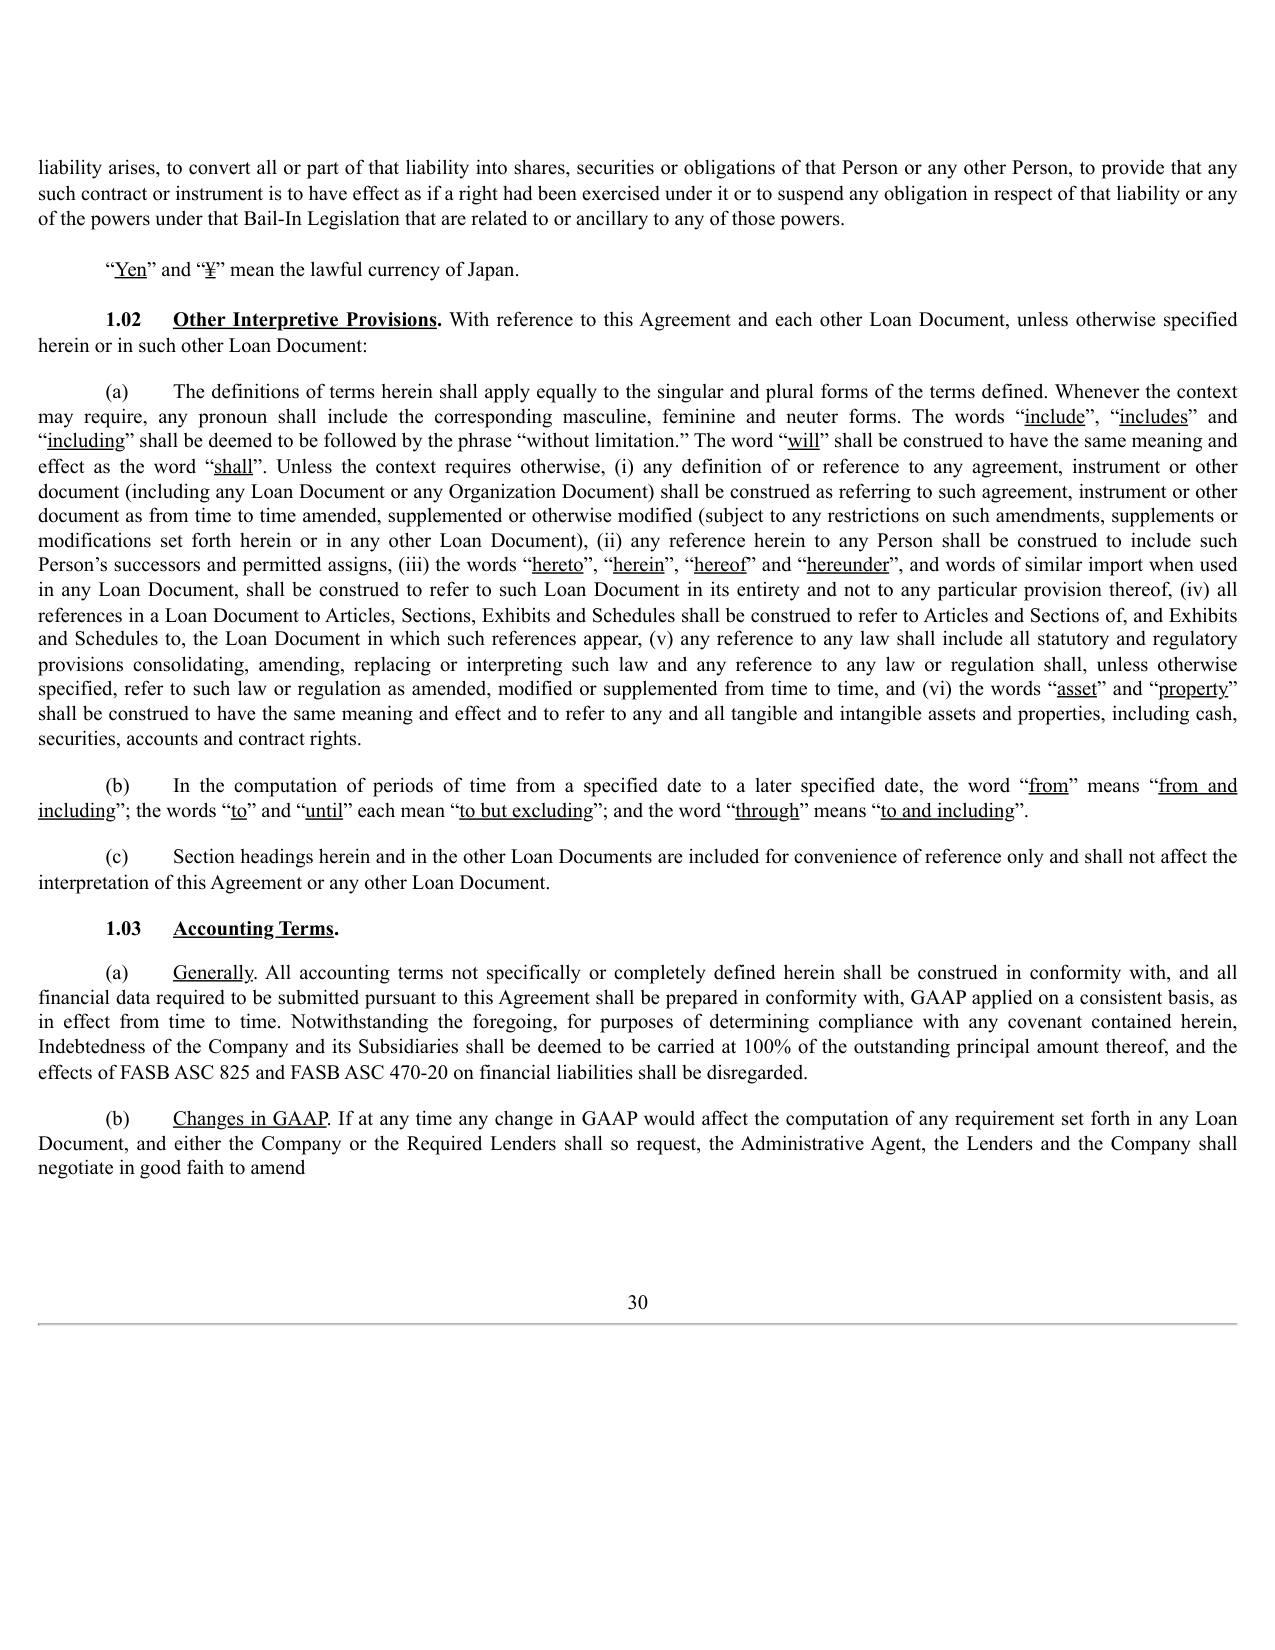 liability arises, to convert all or part of that liability into shares, securities or obligations of that Person or any other Person, to provide that any
such contract or instrument is to have effect as if a right had been exercised under it or to suspend any obligation in respect of that liability or any
of the powers under that Bail-In Legislation that are related to or ancillary to any of those powers.
“Yen” and “¥” mean the lawful currency of Japan.
1.02 Other Interpretive Provisions. With reference to this Agreement and each other Loan Document, unless otherwise specified
herein or in such other Loan Document:
(a) The definitions of terms herein shall apply equally to the singular and plural forms of the terms defined. Whenever the context
may require, any pronoun shall include the corresponding masculine, feminine and neuter forms. The words “include”, “includes” and
“including” shall be deemed to be followed by the phrase “without limitation.” The word “will” shall be construed to have the same meaning and
effect as the word “shall”. Unless the context requires otherwise, (i) any definition of or reference to any agreement, instrument or other
document (including any Loan Document or any Organization Document) shall be construed as referring to such agreement, instrument or other
document as from time to time amended, supplemented or otherwise modified (subject to any restrictions on such amendments, supplements or
modifications set forth herein or in any other Loan Document), (ii) any reference herein to any Person shall be construed to include such
Person’s successors and permitted assigns, (iii) the words “hereto”, “herein”, “hereof” and “hereunder”, and words of similar import when used
in any Loan Document, shall be construed to refer to such Loan Document in its entirety and not to any particular provision thereof, (iv) all
references in a Loan Document to Articles, Sections, Exhibits and Schedules shall be construed to refer to Articles and Sections of, and Exhibits
and Schedules to, the Loan Document in which such references appear, (v) any reference to any law shall include all statutory and regulatory
provisions consolidating, amending, replacing or interpreting such law and any reference to any law or regulation shall, unless otherwise
specified, refer to such law or regulation as amended, modified or supplemented from time to time, and (vi) the words “asset” and “property”
shall be construed to have the same meaning and effect and to refer to any and all tangible and intangible assets and properties, including cash,
securities, accounts and contract rights.
(b) In the computation of periods of time from a specified date to a later specified date, the word “from” means “from and
including”; the words “to” and “until” each mean “to but excluding”; and the word “through” means “to and including”.
(c) Section headings herein and in the other Loan Documents are included for convenience of reference only and shall not affect the
interpretation of this Agreement or any other Loan Document.
1.03 Accounting Terms.
(a) Generally. All accounting terms not specifically or completely defined herein shall be construed in conformity with, and all
financial data required to be submitted pursuant to this Agreement shall be prepared in conformity with, GAAP applied on a consistent basis, as
in effect from time to time. Notwithstanding the foregoing, for purposes of determining compliance with any covenant contained herein,
Indebtedness of the Company and its Subsidiaries shall be deemed to be carried at 100% of the outstanding principal amount thereof, and the
effects of FASB ASC 825 and FASB ASC 470-20 on financial liabilities shall be disregarded.
(b) Changes in GAAP. If at any time any change in GAAP would affect the computation of any requirement set forth in any Loan
Document, and either the Company or the Required Lenders shall so request, the Administrative Agent, the Lenders and the Company shall
negotiate in good faith to amend
30